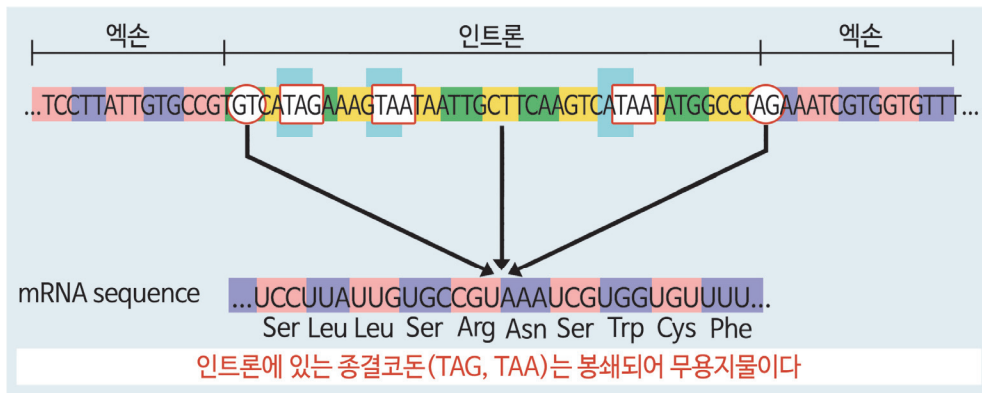 엑손 인트론 엑손
...TCCTTATTGTGCCGTGTCATAGAAAGTAATAATTGCTTCAAGTCATAATATGGCCTAGAAATCGTGGTGTTT...
mRNA sequence ...UCCUUAUUGUGCCGUAAAUCGUGGUGUUUU...
Ser Leu Leu Ser Arg Asn Ser Trp Cys Phe
인트론에 있는 종결코돈(TAG, TAA)는 봉쇄되어 무용지물이다